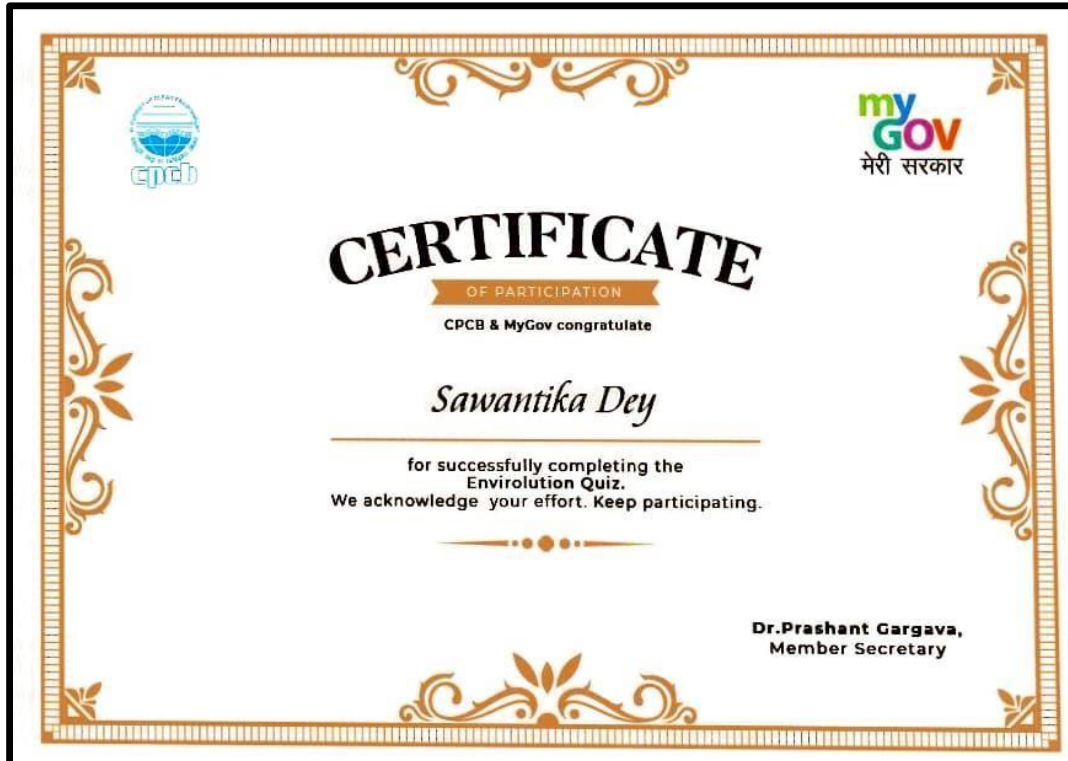 cpcb
my
GOV
मेरी सरकार
CERTIFICATE
OF PARTICIPATION
CPCB & MyGov congratulate
Sawantika Dey
for successfully completing the
Envirolution Quiz.
We acknowledge your effort. Keep participating.
Dr.Prashant Gargava,
Member Secretary